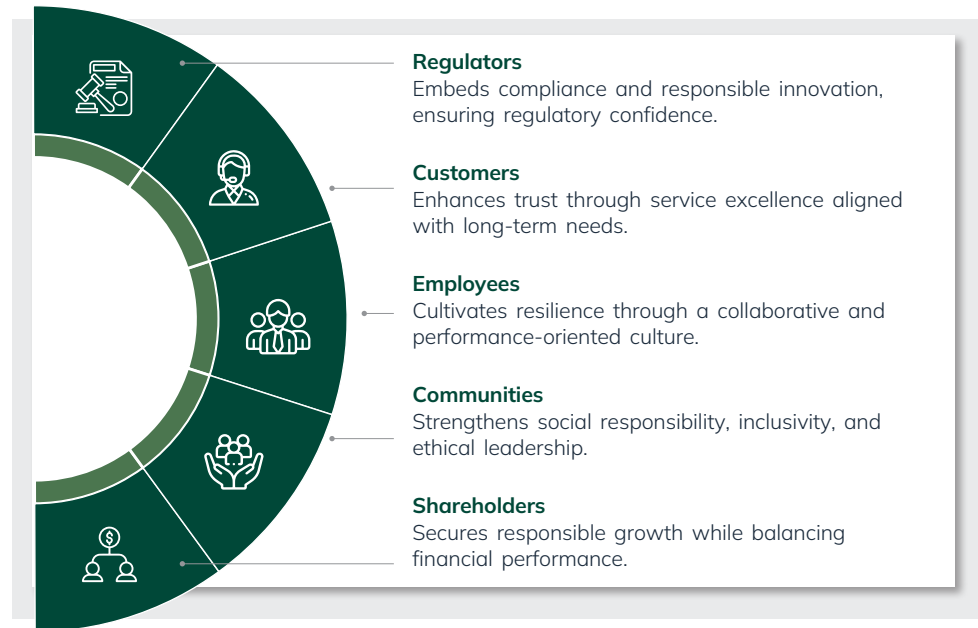 Regulators
Embeds compliance and responsible innovation,
ensuring regulatory confidence.
Customers
Enhances trust through service excellence aligned
with long-term needs.
Employees
Cultivates resilience through a collaborative and
performance-oriented culture.
Communities
Strengthens social responsibility, inclusivity, and
ethical leadership.
Shareholders
Secures responsible growth while balancing
financial performance.
$